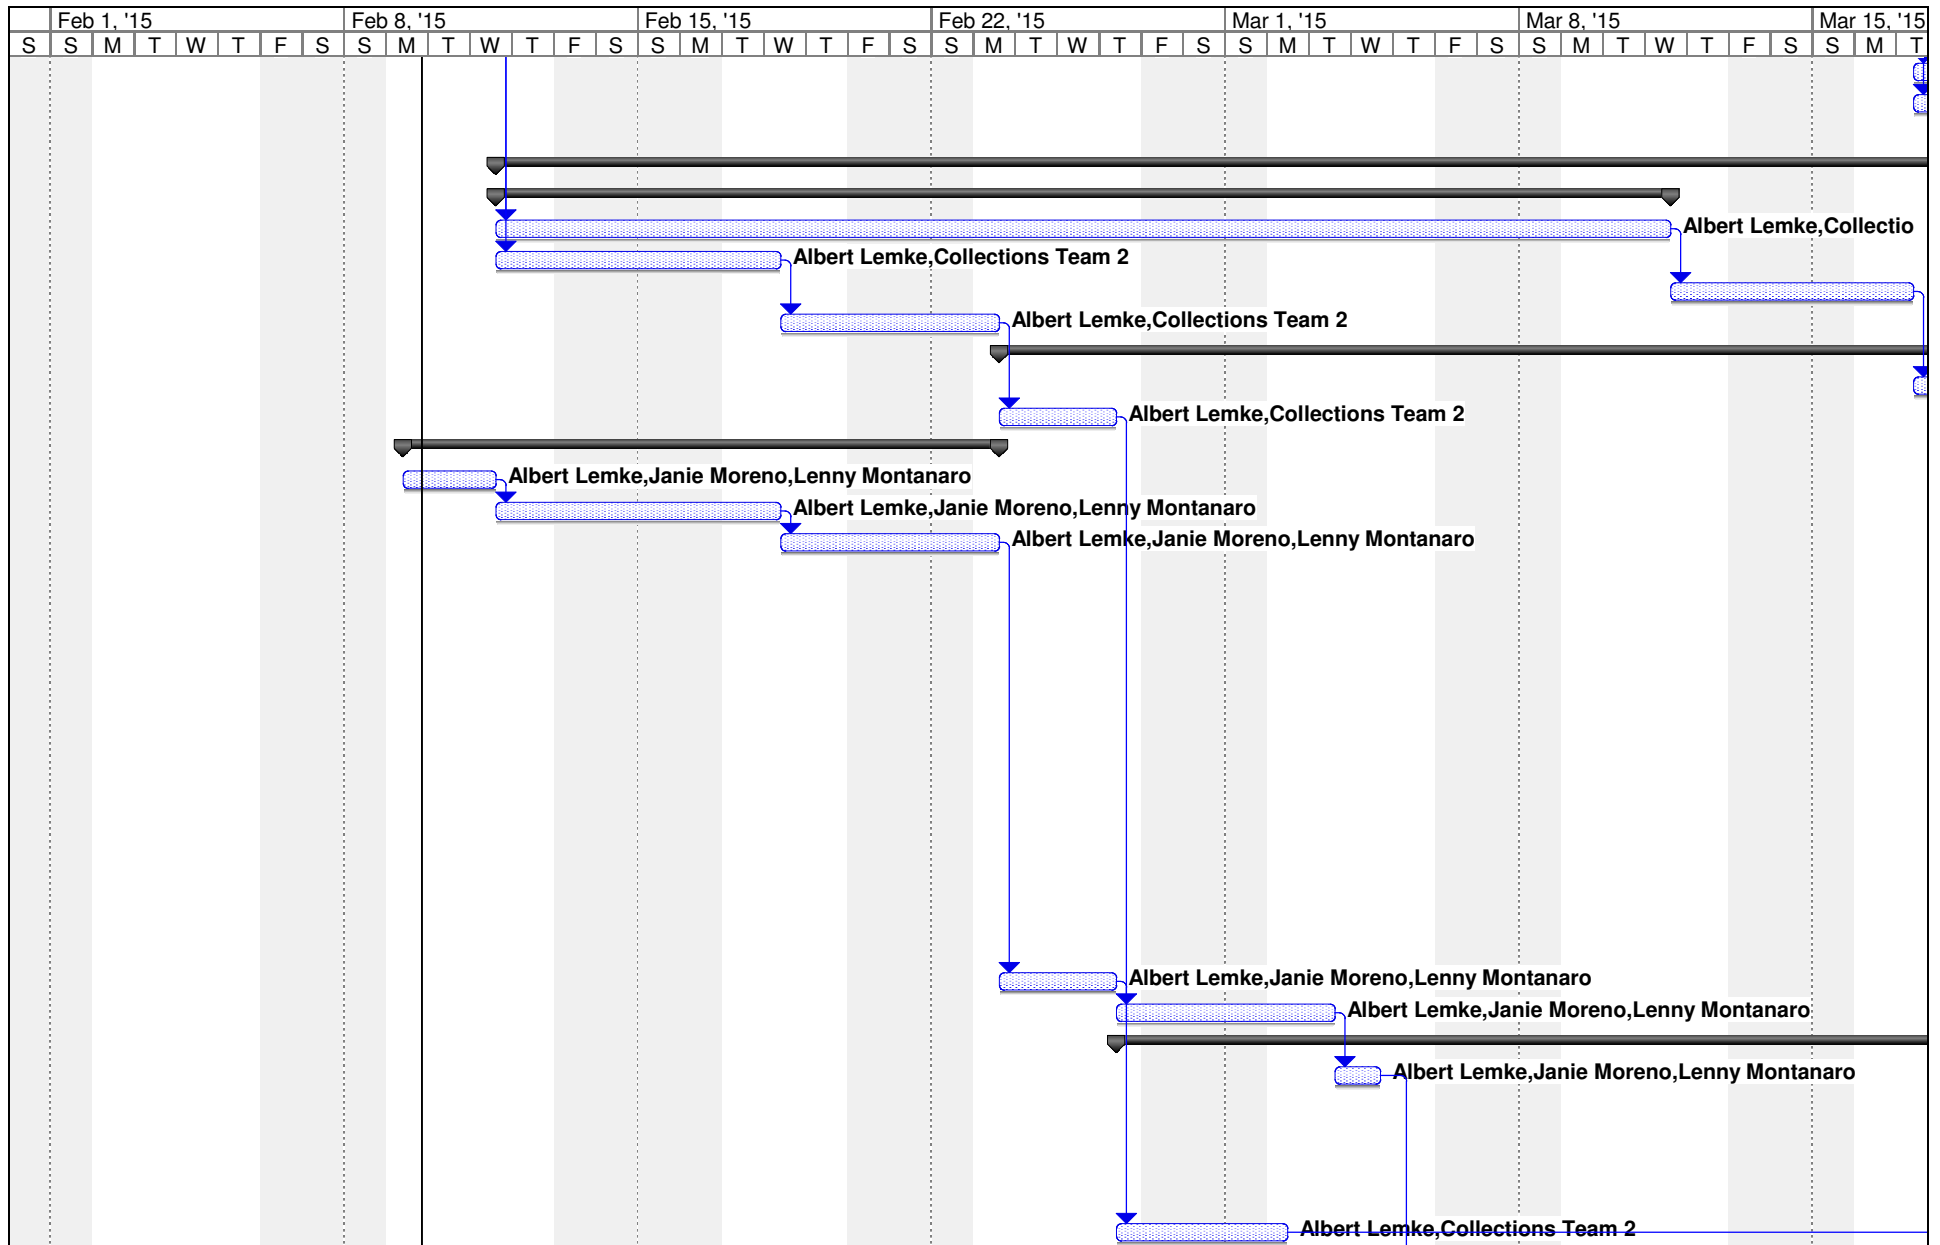 Feb 1, '15 Feb 8, '15 Feb 15, '15 Feb 22, '15 Mar 1, '15 Mar 8, '15 Mar 15, '15
S S M T W T F S S M T W T F S S M T W T F S S M T W T F S S M T W T F S S M T W T F S S M T
Albert Lemke,Collectio
Albert Lemke,Collections Team 2
Albert Lemke,Collections Team 2
Albert Lemke,Collections Team 2
Albert Lemke,Janie Moreno,Lenny Montanaro
Albert Lemke,Janie Moreno,Lenny Montanaro
Albert Lemke,Janie Moreno,Lenny Montanaro
Albert Lemke,Janie Moreno,Lenny Montanaro
Albert Lemke,Janie Moreno,Lenny Montanaro
Albert Lemke,Janie Moreno,Lenny Montanaro
Albert Lemke,Collections Team 2